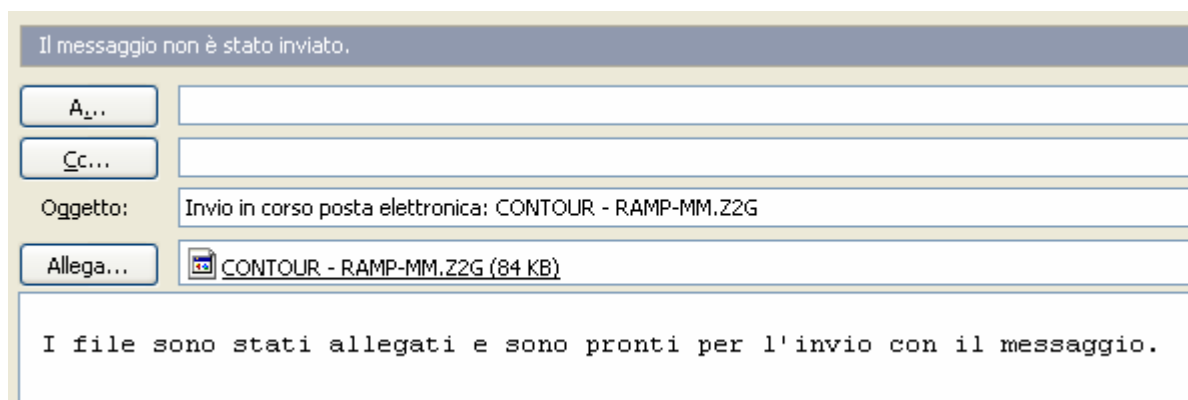 Il messaggio non è stato inviato.
A...
Cc...
Oggetto: Invio in corso posta elettronica: CONTOUR - RAMP-MM.Z2G
Allega... CONTOUR - RAMP-MM.Z2G (84 KB)
I file sono stati allegati e sono pronti per l'invio con il messaggio.